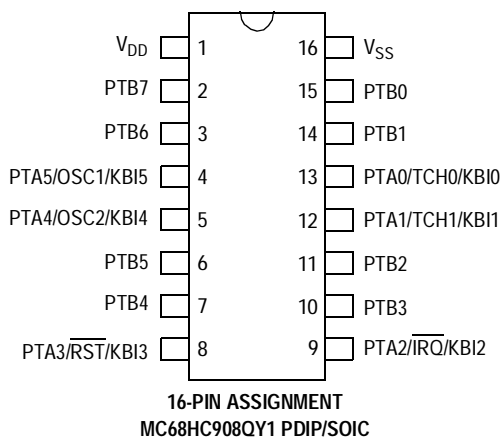 V_DD 1 16 V_SS
PTB7 2 15 PTB0
PTB6 3 14 PTB1
PTA5/OSC1/KBI5 4 13 PTA0/TCH0/KBI0
PTA4/OSC2/KBI4 5 12 PTA1/TCH1/KBI1
PTB5 6 11 PTB2
PTB4 7 10 PTB3
PTA3/R̅S̅T̅/KBI3 8 9 PTA2/I̅R̅Q̅/KBI2
16-PIN ASSIGNMENT
MC68HC908QY1 PDIP/SOIC